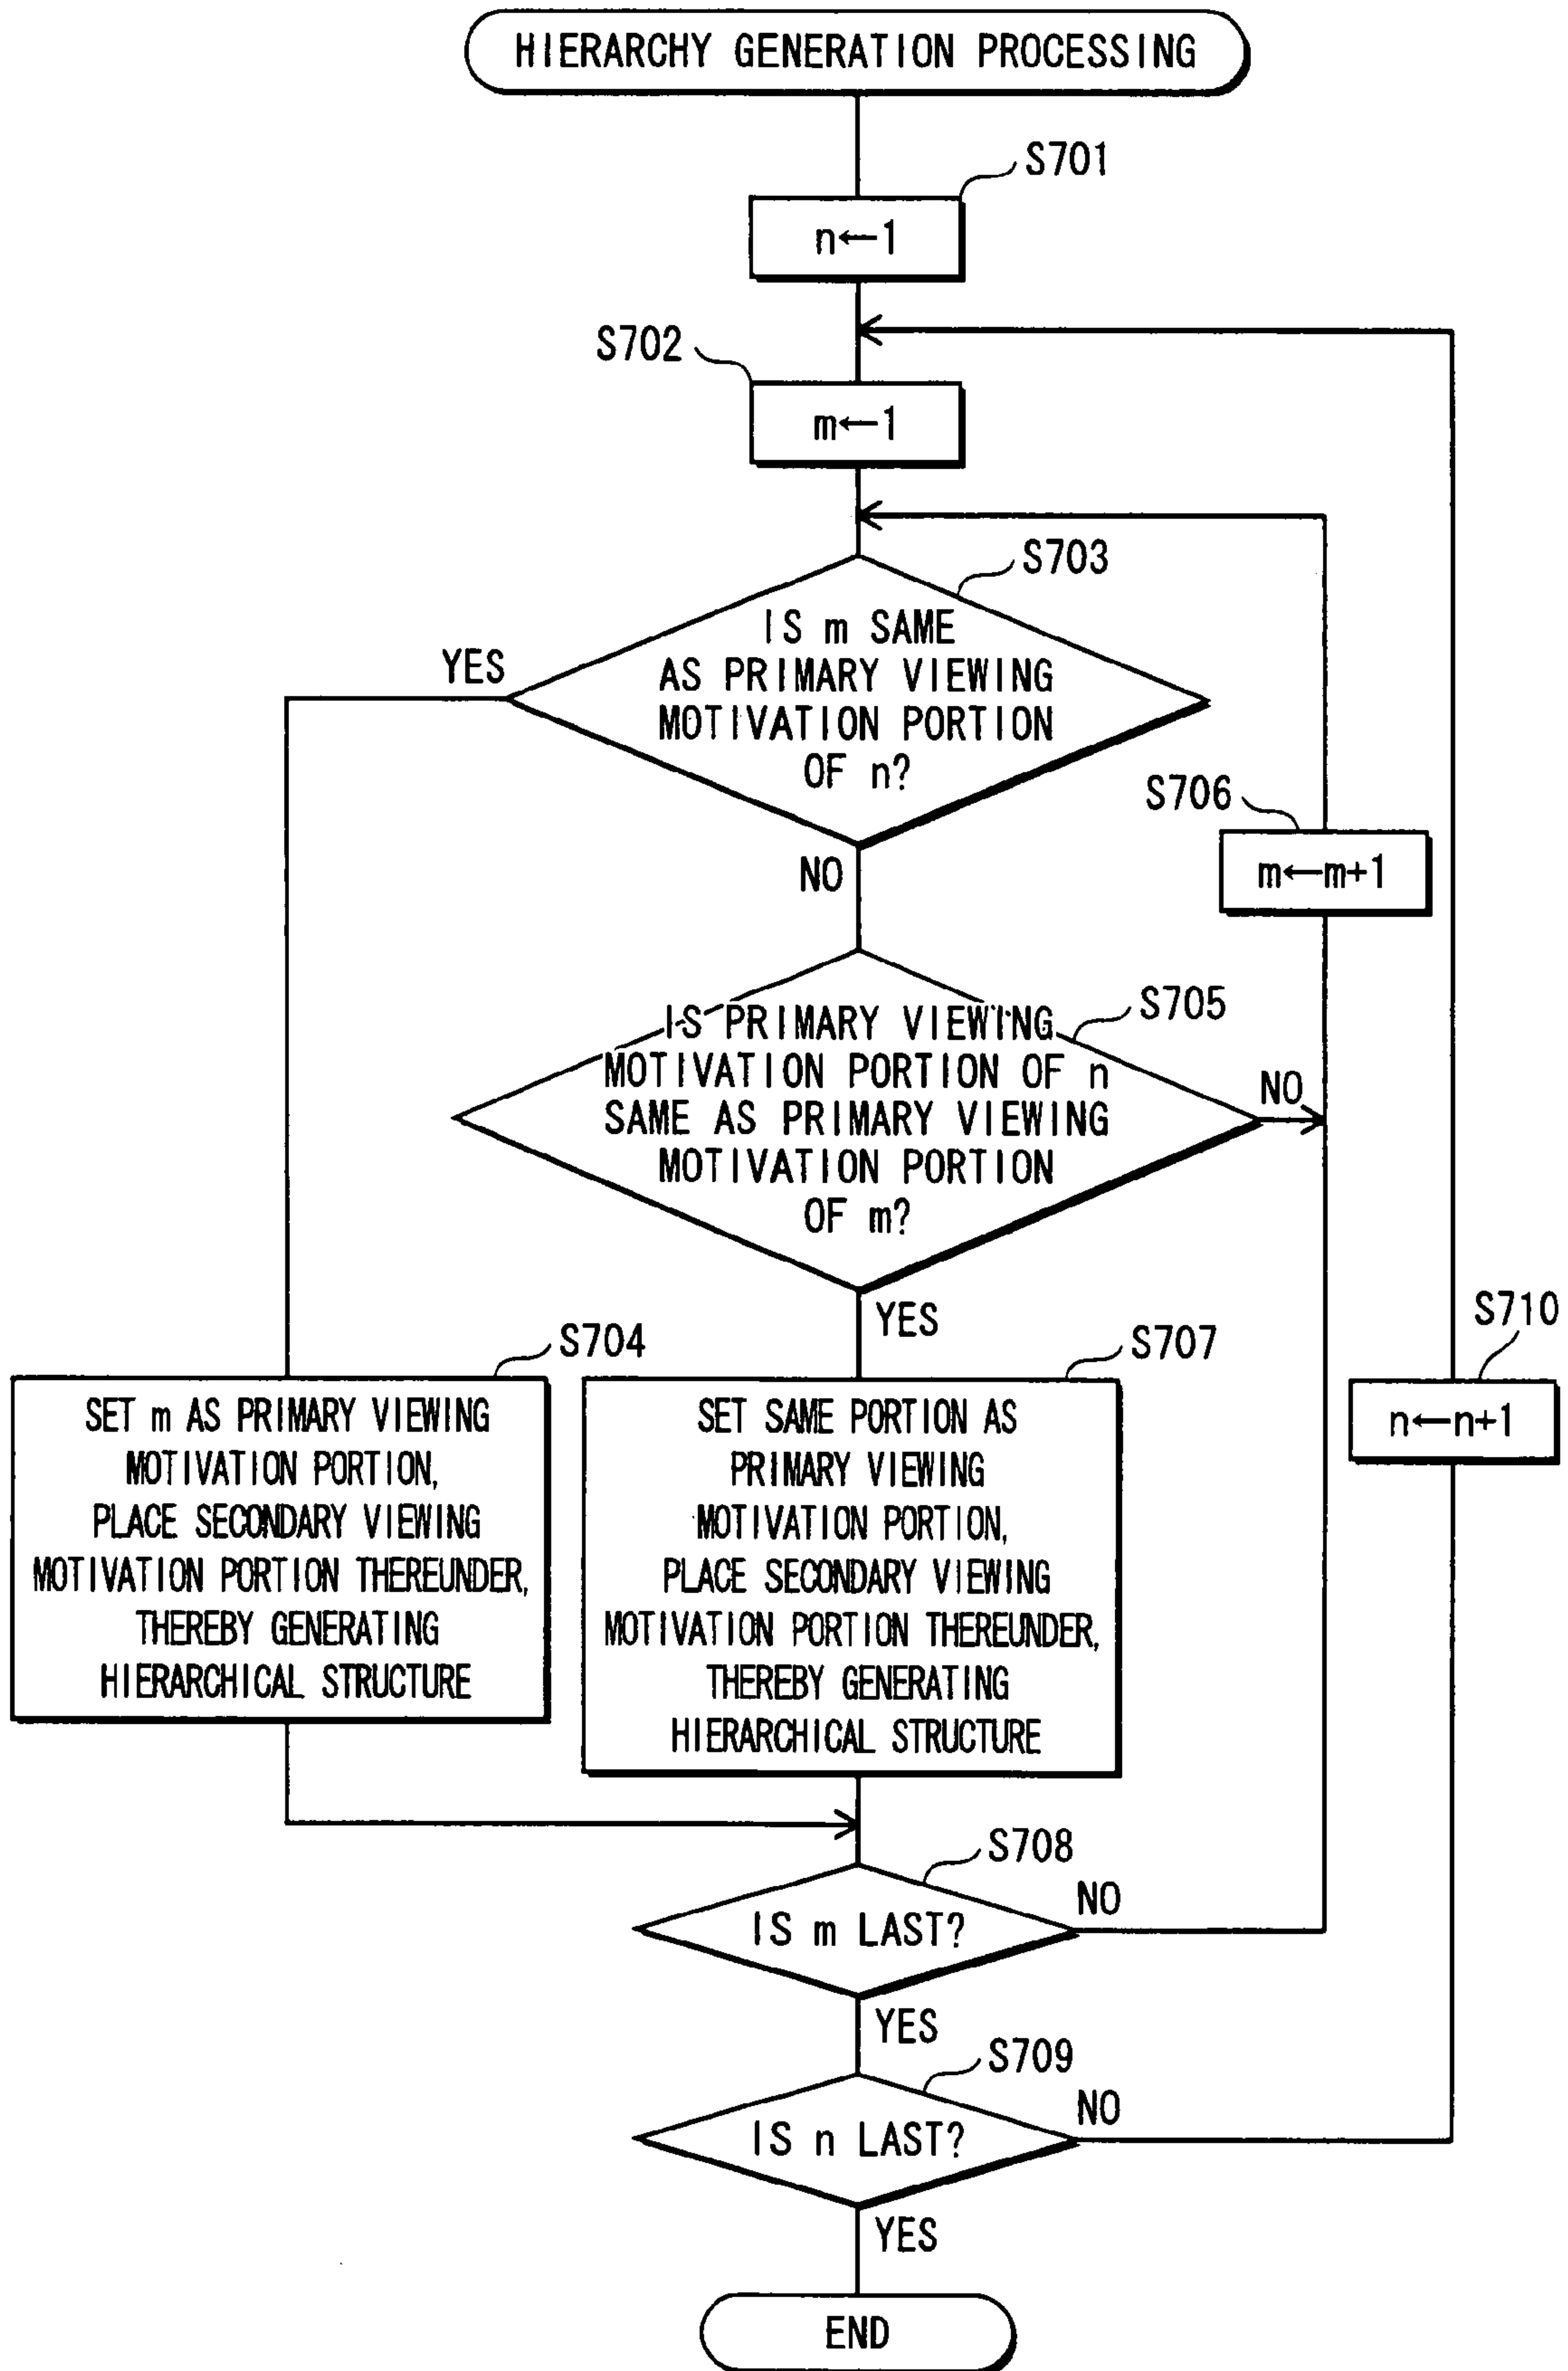 HIERARCHY GENERATION PROCESSING
S701
n←1
S702
m←1
S703
IS m SAME
AS PRIMARY VIEWING
MOTIVATION PORTION
OF n?
YES
NO
S706
m←m+1
S705
IS PRIMARY VIEWING
MOTIVATION PORTION OF n
SAME AS PRIMARY VIEWING
MOTIVATION PORTION
OF m?
NO
YES
S704
SET m AS PRIMARY VIEWING
MOTIVATION PORTION,
PLACE SECONDARY VIEWING
MOTIVATION PORTION THEREUNDER,
THEREBY GENERATING
HIERARCHICAL STRUCTURE
S707
SET SAME PORTION AS
PRIMARY VIEWING
MOTIVATION PORTION,
PLACE SECONDARY VIEWING
MOTIVATION PORTION THEREUNDER,
THEREBY GENERATING
HIERARCHICAL STRUCTURE
S710
n←n+1
S708
IS m LAST?
NO
YES
S709
IS n LAST?
NO
YES
END